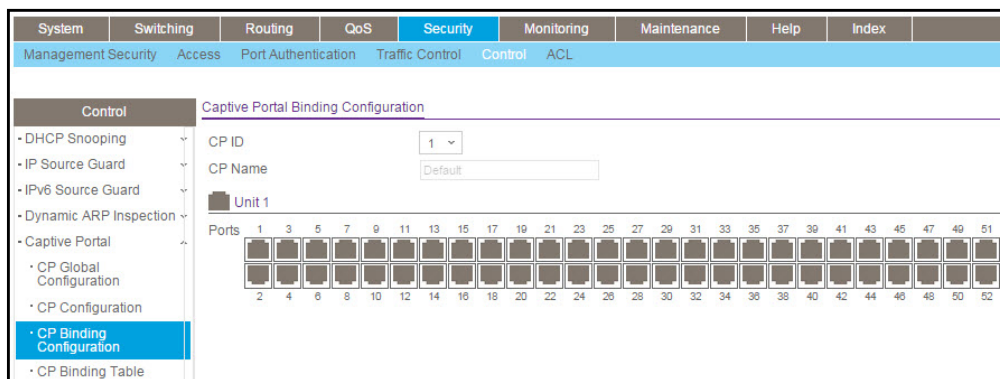 System Switching Routing QoS Security Monitoring Maintenance Help Index
Management Security Access Port Authentication Traffic Control Control ACL
Control
- DHCP Snooping
- IP Source Guard
- IPv6 Source Guard
- Dynamic ARP Inspection
- Captive Portal
· CP Global
Configuration
· CP Configuration
· CP Binding
Configuration
· CP Binding Table
Captive Portal Binding Configuration
CP ID 1
CP Name Default
Unit 1
Ports 1 3 5 7 9 11 13 15 17 19 21 23 25 27 29 31 33 35 37 39 41 43 45 47 49 51
2 4 6 8 10 12 14 16 18 20 22 24 26 28 30 32 34 36 38 40 42 44 46 48 50 52